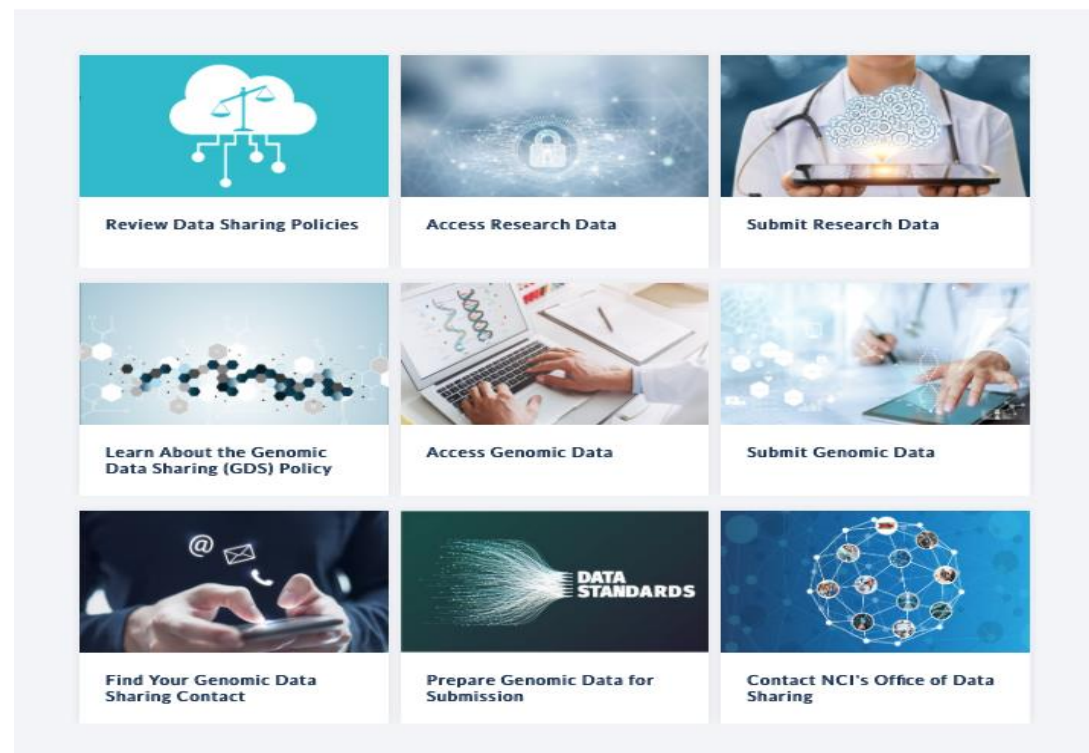 Review Data Sharing Policies
Access Research Data
Submit Research Data
Learn About the Genomic
Data Sharing (GDS) Policy
Access Genomic Data
Submit Genomic Data
@
DATA
STANDARDS
Find Your Genomic Data
Sharing Contact
Prepare Genomic Data for
Submission
Contact NCI's Office of Data
Sharing